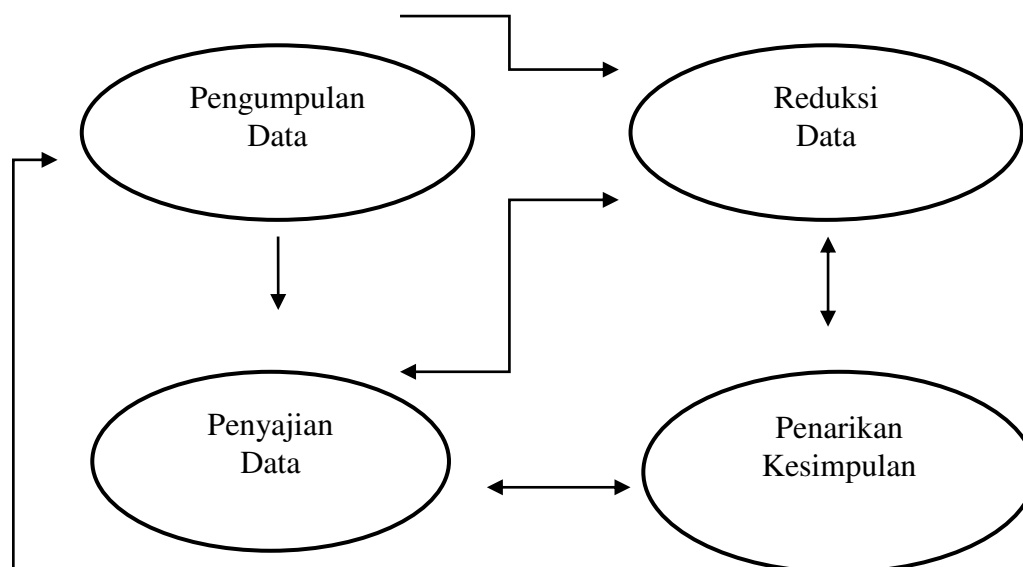 Pengumpulan
Data
Reduksi
Data
Penyajian
Data
Penarikan
Kesimpulan